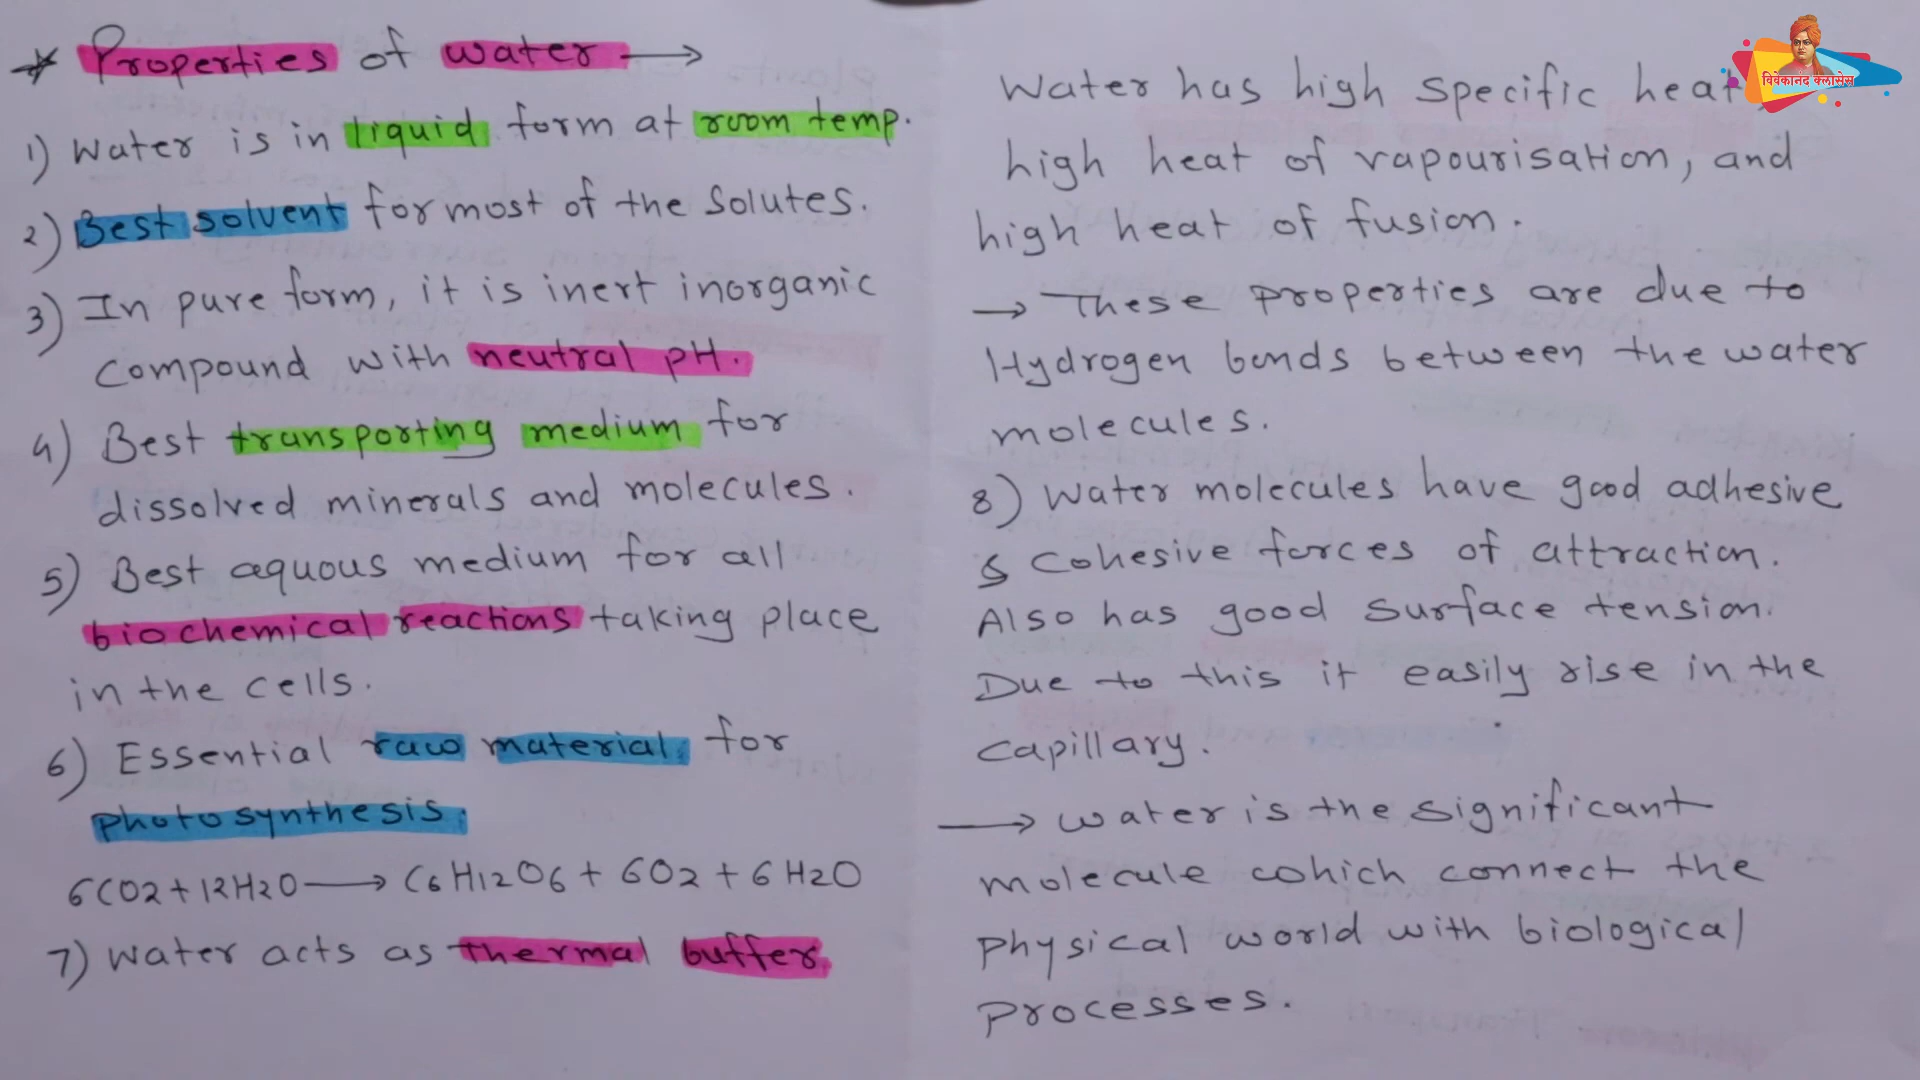 * Properties of water →
1) Water is in liquid form at room temp.
2) Best solvent for most of the solutes.
3) In pure form, it is inert inorganic
compound with neutral pH.
4) Best transporting medium for
dissolved minerals and molecules.
5) Best aquous medium for all
biochemical reactions taking place
in the cells.
6) Essential raw material for
photosynthesis.
6CO2 + 12H2O → C6H12O6 + 6O2 + 6H2O
7) Water acts as thermal buffer
Water has high specific heat
high heat of vapourisation, and
high heat of fusion.
→ These properties are due to
Hydrogen bonds between the water
molecules.
8) Water molecules have good adhesive
& cohesive forces of attraction.
Also has good surface tension.
Due to this it easily rise in the
capillary.
→ Water is the significant
molecule which connect the
physical world with biological
processes.
विवेकानंद क्लासेस